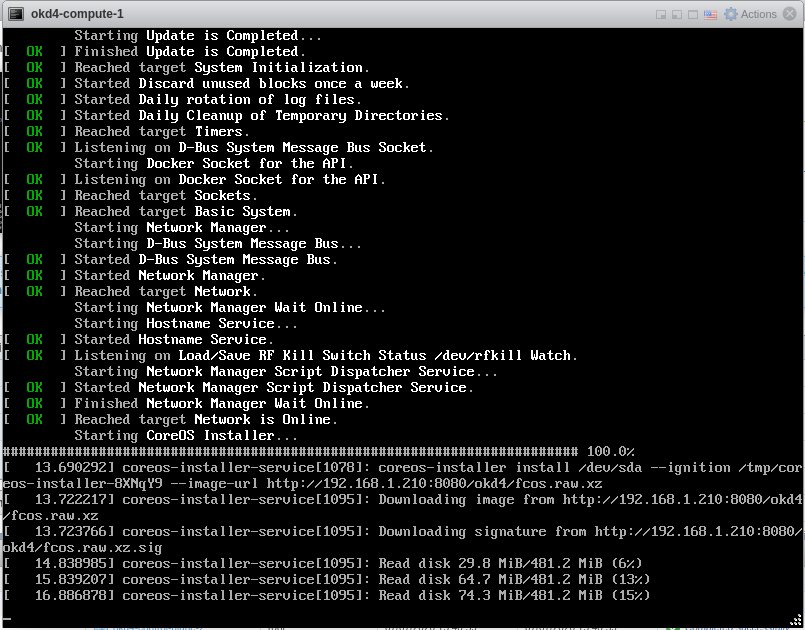 okd4-compute-1
Actions
Starting Update is Completed...
[  OK  ] Finished Update is Completed.
[  OK  ] Reached target System Initialization.
[  OK  ] Started Discard unused blocks once a week.
[  OK  ] Started Daily rotation of log files.
[  OK  ] Started Daily Cleanup of Temporary Directories.
[  OK  ] Reached target Timers.
[  OK  ] Listening on D-Bus System Message Bus Socket.
Starting Docker Socket for the API.
[  OK  ] Listening on Docker Socket for the API.
[  OK  ] Reached target Sockets.
[  OK  ] Reached target Basic System.
Starting Network Manager...
Starting D-Bus System Message Bus...
[  OK  ] Started D-Bus System Message Bus.
[  OK  ] Started Network Manager.
[  OK  ] Reached target Network.
Starting Network Manager Wait Online...
Starting Hostname Service...
[  OK  ] Started Hostname Service.
[  OK  ] Listening on Load/Save RF Kill Switch Status /dev/rfkill Watch.
Starting Network Manager Script Dispatcher Service...
[  OK  ] Started Network Manager Script Dispatcher Service.
[  OK  ] Finished Network Manager Wait Online.
[  OK  ] Reached target Network is Online.
Starting CoreOS Installer...
######################################################################## 100.0%
[   13.690292] coreos-installer-service[1078]: coreos-installer install /dev/sda --ignition /tmp/cor
eos-installer-8XNqY9 --image-url http://192.168.1.210:8080/okd4/fcos.raw.xz
[   13.722217] coreos-installer-service[1095]: Downloading image from http://192.168.1.210:8080/okd4
/fcos.raw.xz
[   13.723766] coreos-installer-service[1095]: Downloading signature from http://192.168.1.210:8080/
okd4/fcos.raw.xz.sig
[   14.838985] coreos-installer-service[1095]: Read disk 29.8 MiB/481.2 MiB (6%)
[   15.839207] coreos-installer-service[1095]: Read disk 64.7 MiB/481.2 MiB (13%)
[   16.886878] coreos-installer-service[1095]: Read disk 74.3 MiB/481.2 MiB (15%)